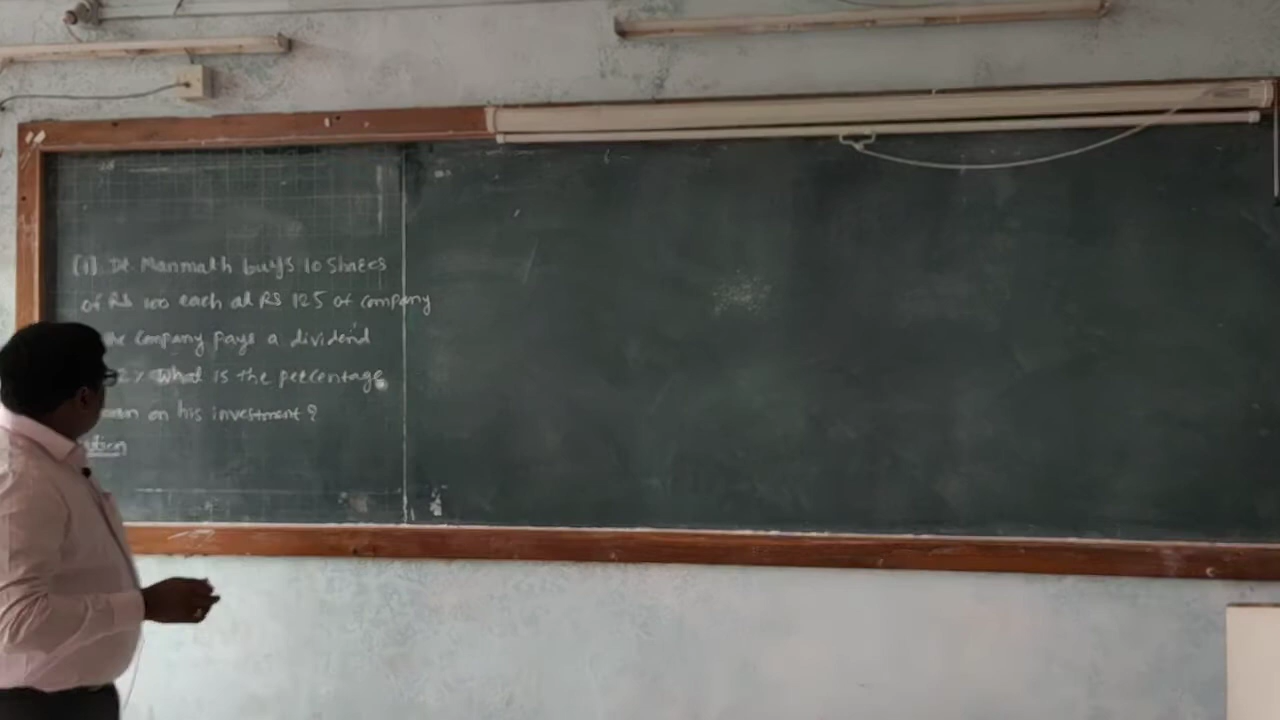 (1). Dr. Manmath buys 10 Shares
of RS 100 each at RS 125 of company
company pays a dividend
What is the percentage
on his investment ?